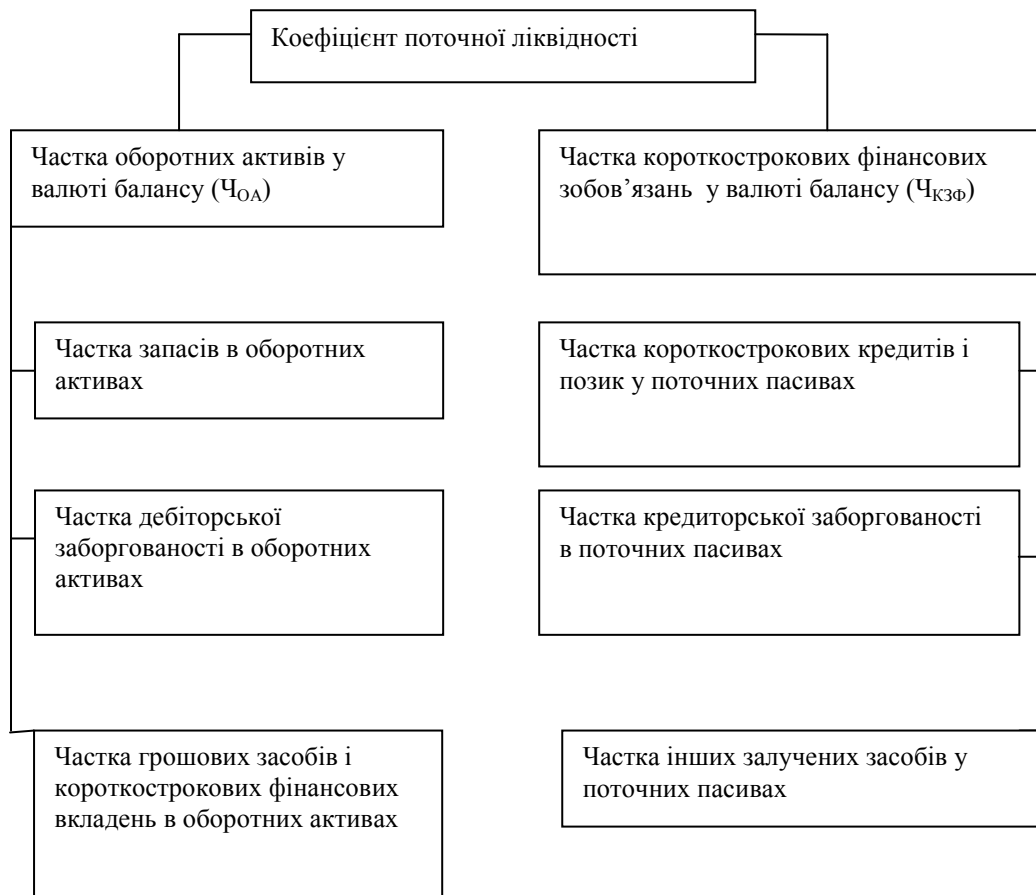 Коефіцієнт поточної ліквідності
Частка оборотних активів у
валюті балансу (Ч_ОА)
Частка короткострокових фінансових
зобов’язань у валюті балансу (Ч_КЗФ)
Частка запасів в оборотних
активах
Частка короткострокових кредитів і
позик у поточних пасивах
Частка дебіторської
заборгованості в оборотних
активах
Частка кредиторської заборгованості
в поточних пасивах
Частка грошових засобів і
короткострокових фінансових
вкладень в оборотних активах
Частка інших залучених засобів у
поточних пасивах